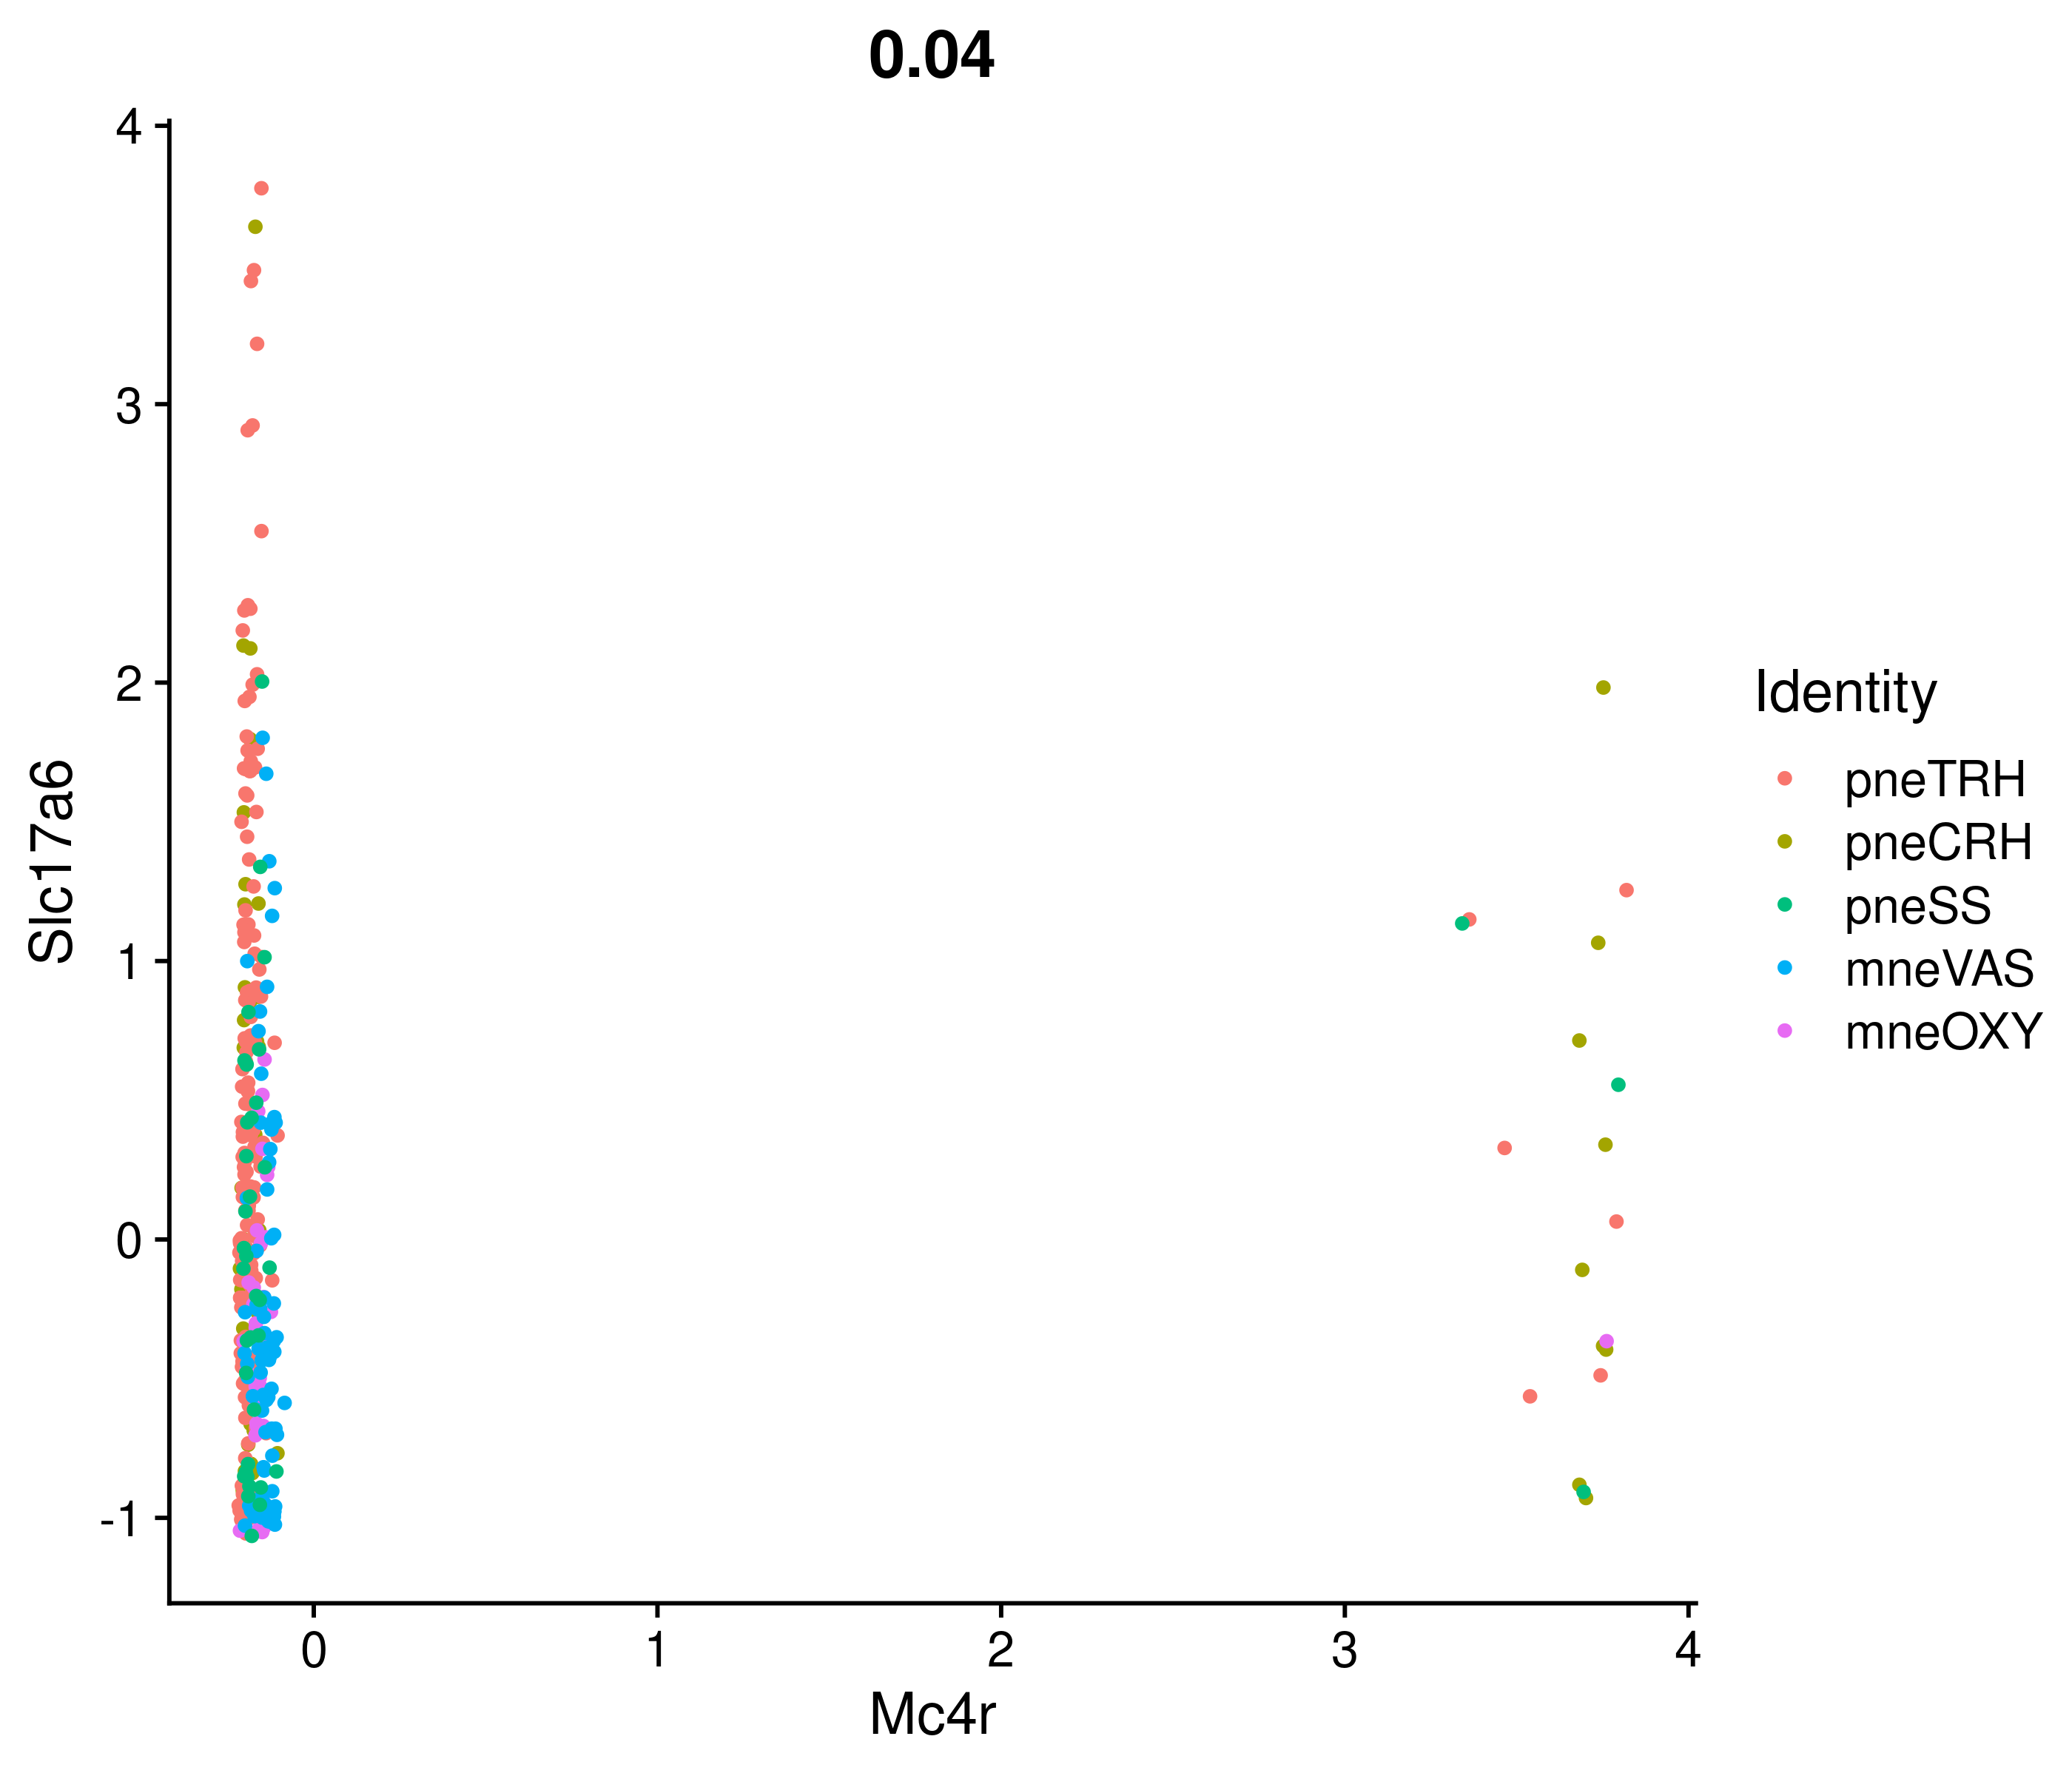 0.04
4
3
2
1
0
-1
Slc17a6
0 1 2 3 4
Mc4r
Identity
pneTRH
pneCRH
pneSS
mneVAS
mneOXY